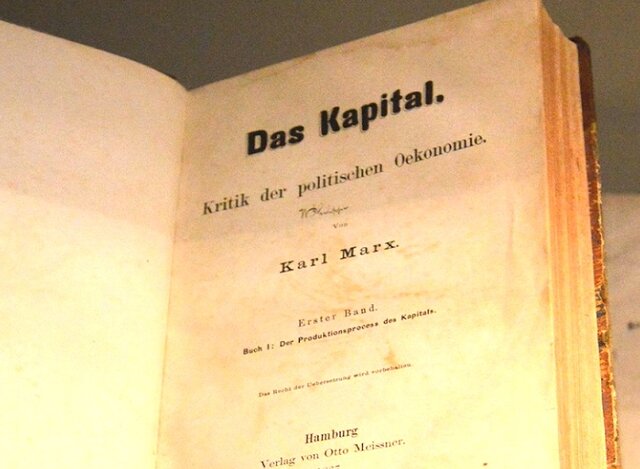 Das Kapital.
Kritik der politischen Oekonomie.
Von
Karl Marx.
Erster Band.
Buch I: Der Produktionsprocess des Kapitals.
Das Recht der Uebersetzung wird vorbehalten.
Hamburg
Verlag von Otto Meissner.